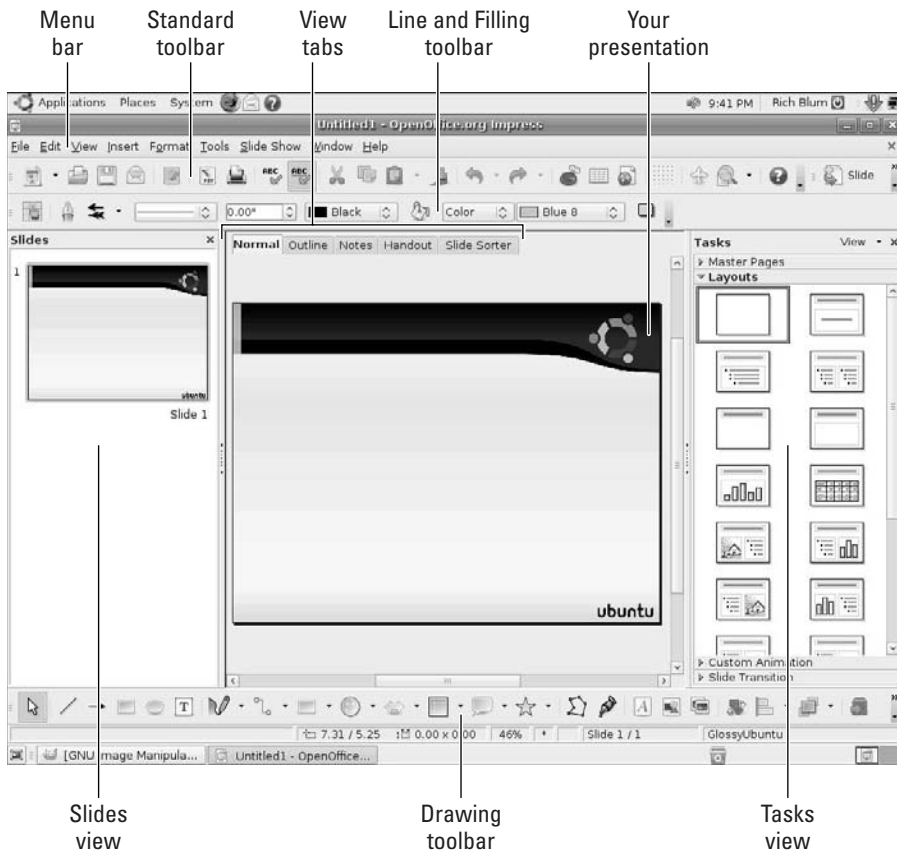 Menu bar
Standard toolbar
View tabs
Line and Filling toolbar
Your presentation
Applications Places System
9:41 PM Rich Blum
Untitled1 - OpenOffice.org Impress
File Edit View Insert Format Tools Slide Show Window Help
ABC ABC Slide
0.00" Black Color Blue 8
Slides
Normal Outline Notes Handout Slide Sorter
Tasks View
Master Pages
Layouts
1
ubuntu
Slide 1
ubuntu
Custom Animation
Slide Transition
7.31 / 5.25 0.00 x 0.00 46% * Slide 1 / 1 GlossyUbuntu
[GNU Image Manipula... Untitled1 - OpenOffice...
Slides view
Drawing toolbar
Tasks view